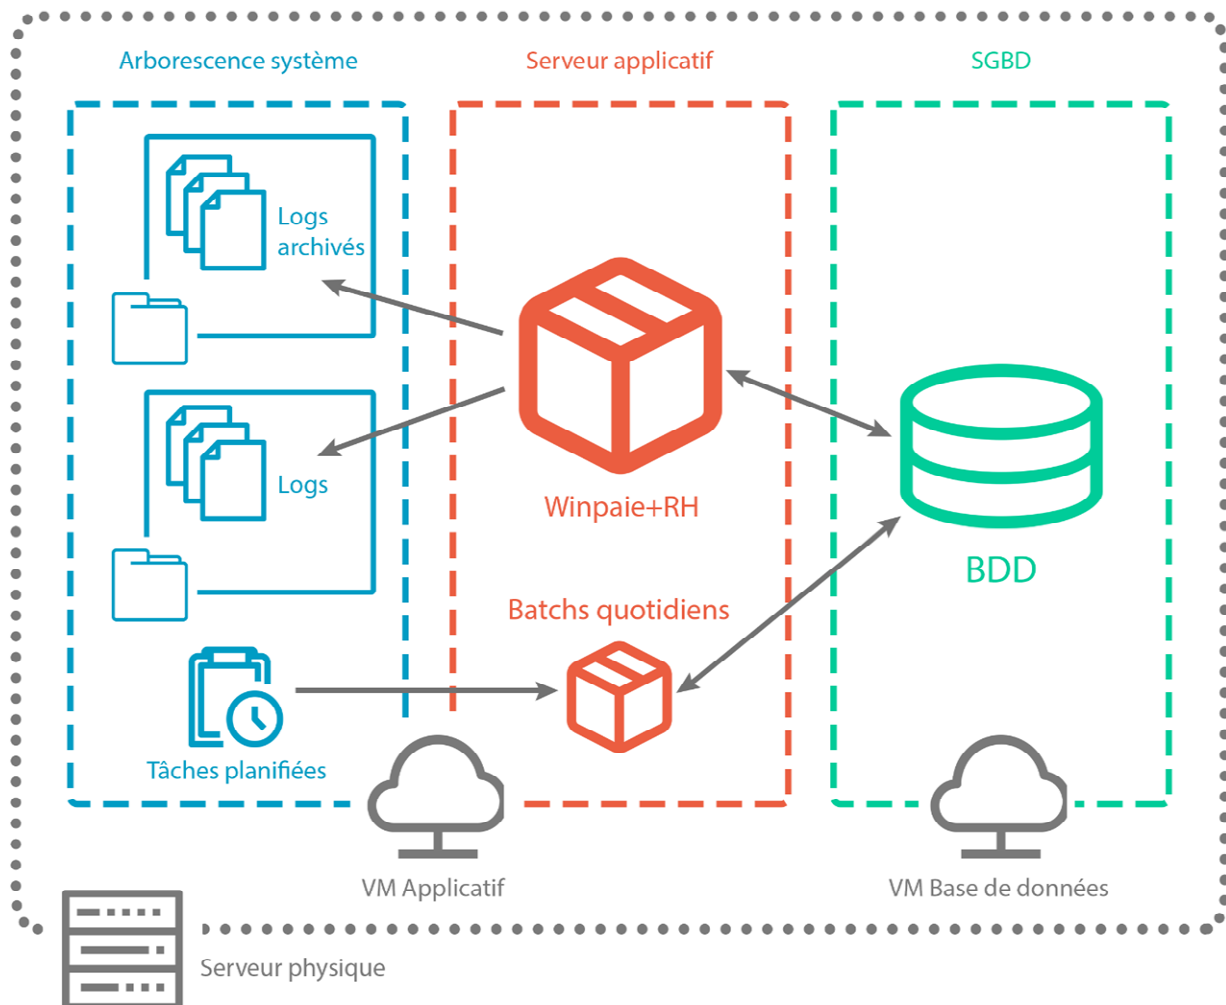 Arborescence système
Serveur applicatif
SGBD
Logs
archivés
Logs
Winpaie+RH
BDD
Batchs quotidiens
Tâches planifiées
VM Applicatif
VM Base de données
Serveur physique